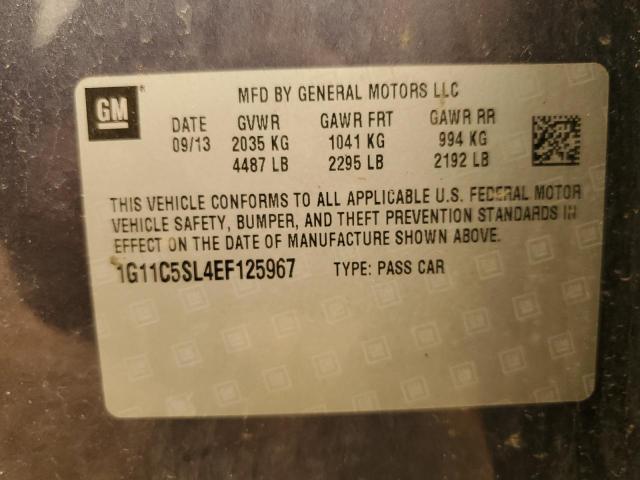 GM
MFD BY GENERAL MOTORS LLC
DATE GVWR GAWR FRT GAWR RR
09/13 2035 KG 1041 KG 994 KG
4487 LB 2295 LB 2192 LB
THIS VEHICLE CONFORMS TO ALL APPLICABLE U.S. FEDERAL MOTOR
VEHICLE SAFETY, BUMPER, AND THEFT PREVENTION STANDARDS IN
EFFECT ON THE DATE OF MANUFACTURE SHOWN ABOVE.
1G11C5SL4EF125967 TYPE: PASS CAR